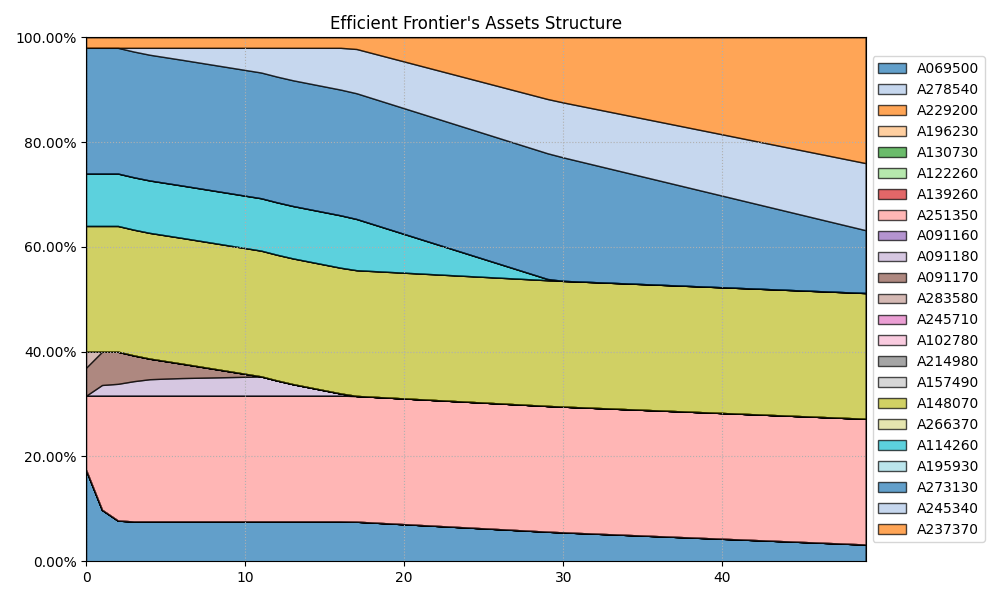 Efficient Frontier's Assets Structure
100.00%
80.00%
60.00%
40.00%
20.00%
0.00%
0
10
20
30
40
A069500
A278540
A229200
A196230
A130730
A122260
A139260
A251350
A091160
A091180
A091170
A283580
A245710
A102780
A214980
A157490
A148070
A266370
A114260
A195930
A273130
A245340
A237370